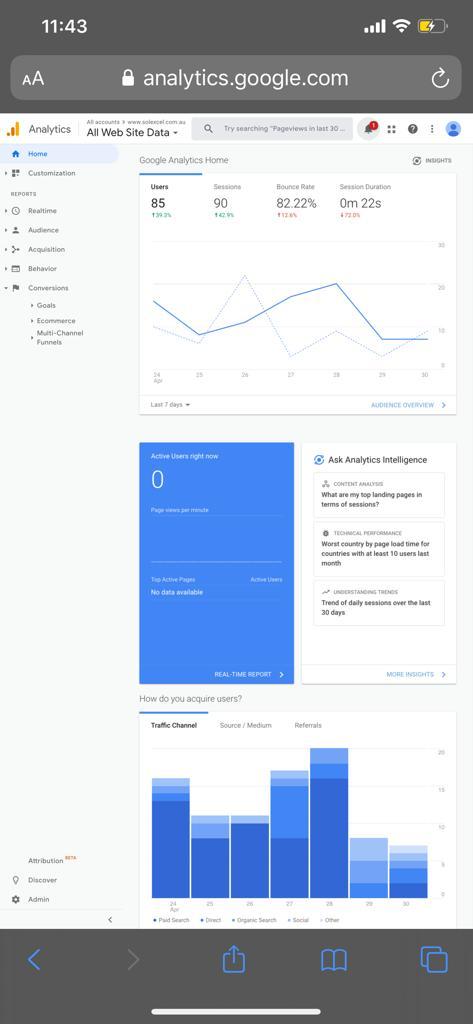 11:43
AA
analytics.google.com
Analytics
All accounts > www.solexcel.com.au
All Web Site Data
Try searching "Pageviews in last 30 ...
1
Home
Customization
REPORTS
Realtime
Audience
Acquisition
Behavior
Conversions
Goals
Ecommerce
Multi-Channel
Funnels
Attribution BETA
Discover
Admin
Google Analytics Home
INSIGHTS
Users
Sessions
Bounce Rate
Session Duration
85
90
82.22%
0m 22s
39.3%
42.9%
12.6%
72.0%
30
20
10
0
24
Apr
25
26
27
28
29
30
Last 7 days
AUDIENCE OVERVIEW
Active Users right now
0
Page views per minute
Top Active Pages
Active Users
No data available
REAL-TIME REPORT
Ask Analytics Intelligence
CONTENT ANALYSIS
What are my top landing pages in
terms of sessions?
TECHNICAL PERFORMANCE
Worst country by page load time for
countries with at least 10 users last
month
UNDERSTANDING TRENDS
Trend of daily sessions over the last
30 days
MORE INSIGHTS
How do you acquire users?
Traffic Channel
Source / Medium
Referrals
20
15
10
5
0
24
Apr
25
26
27
28
29
30
Paid Search
Direct
Organic Search
Social
Other